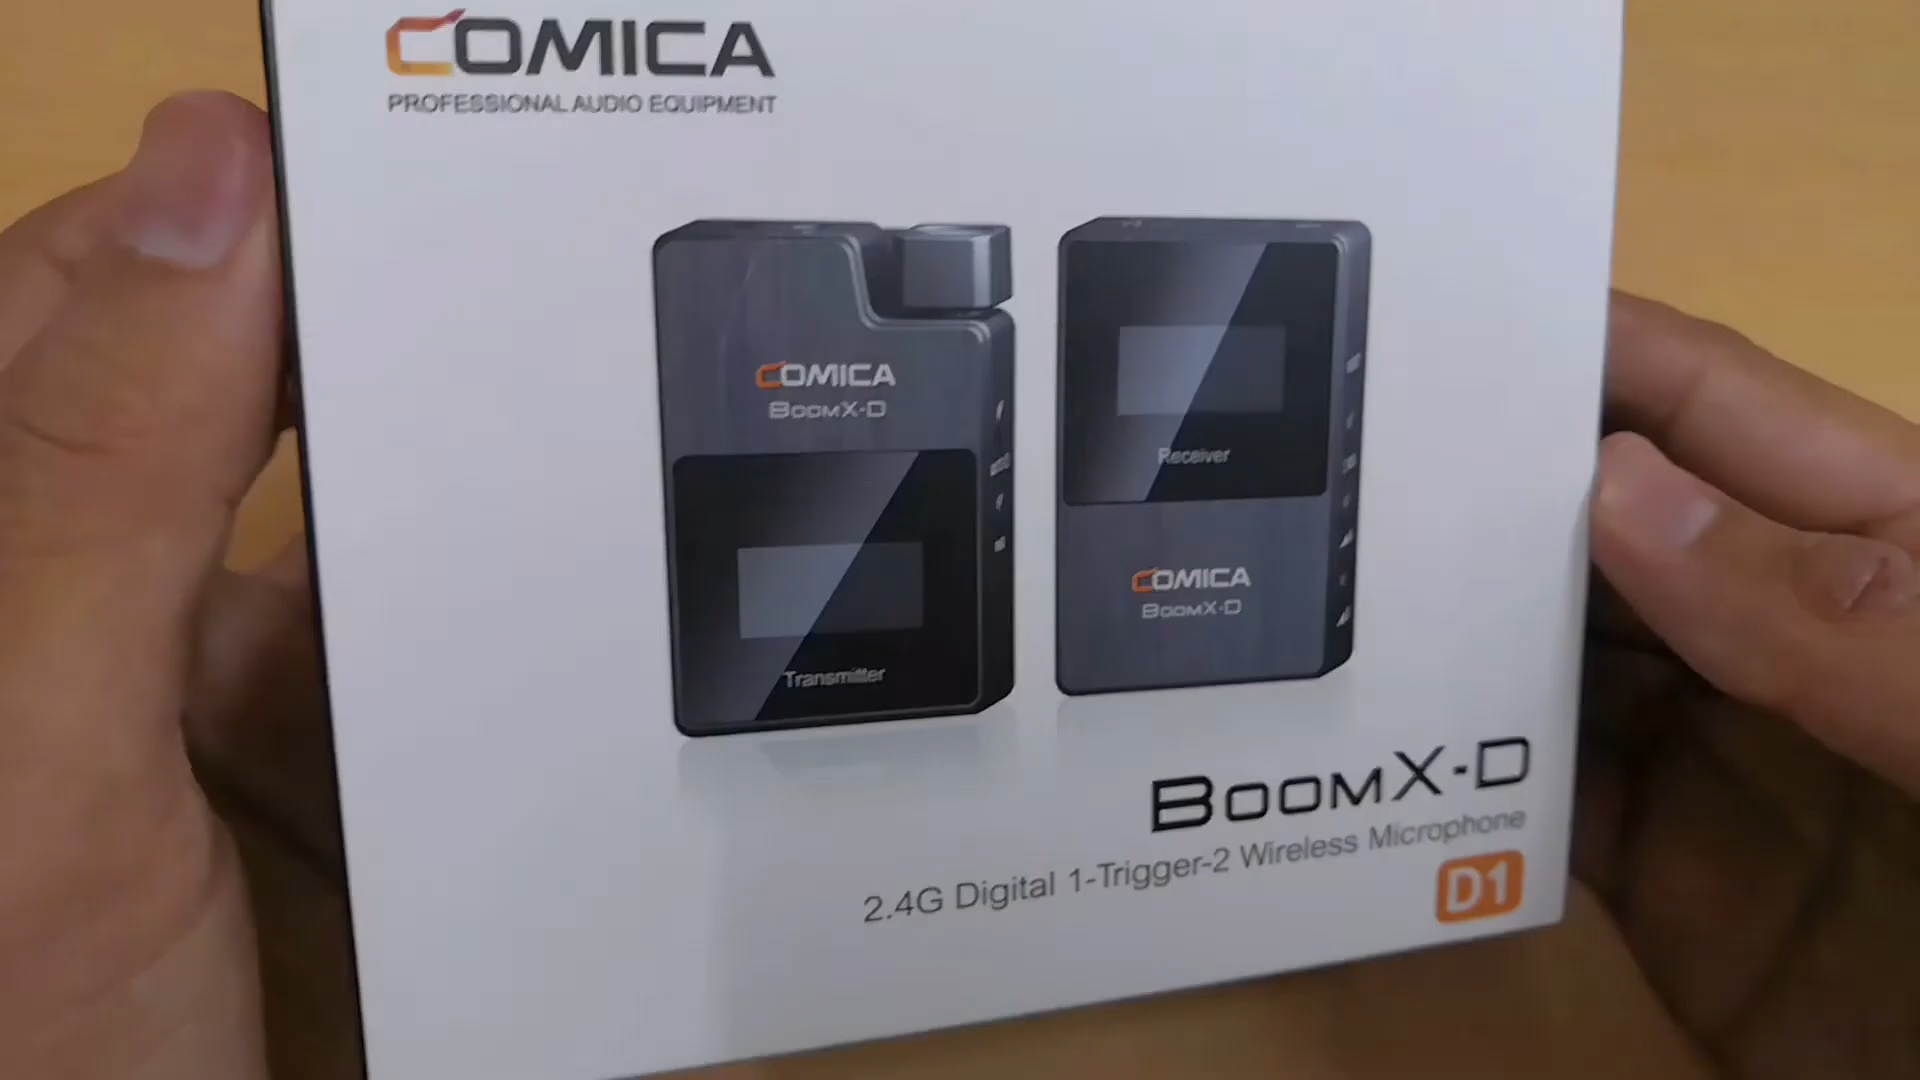 COMICA
PROFESSIONAL AUDIO EQUIPMENT
COMICA
BOOMX-D
Transmitter
Receiver
COMICA
BOOMX-D
BOOMX-D
2.4G Digital 1-Trigger-2 Wireless Microphone
D1